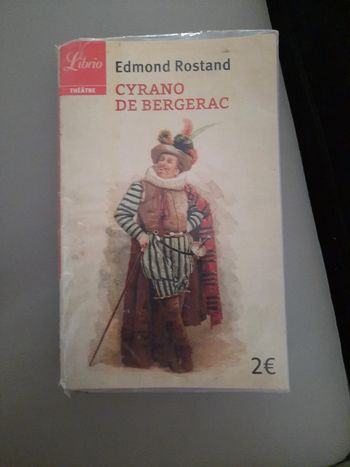 Librio
THÉÂTRE
Edmond Rostand
CYRANO
DE BERGERAC
2€